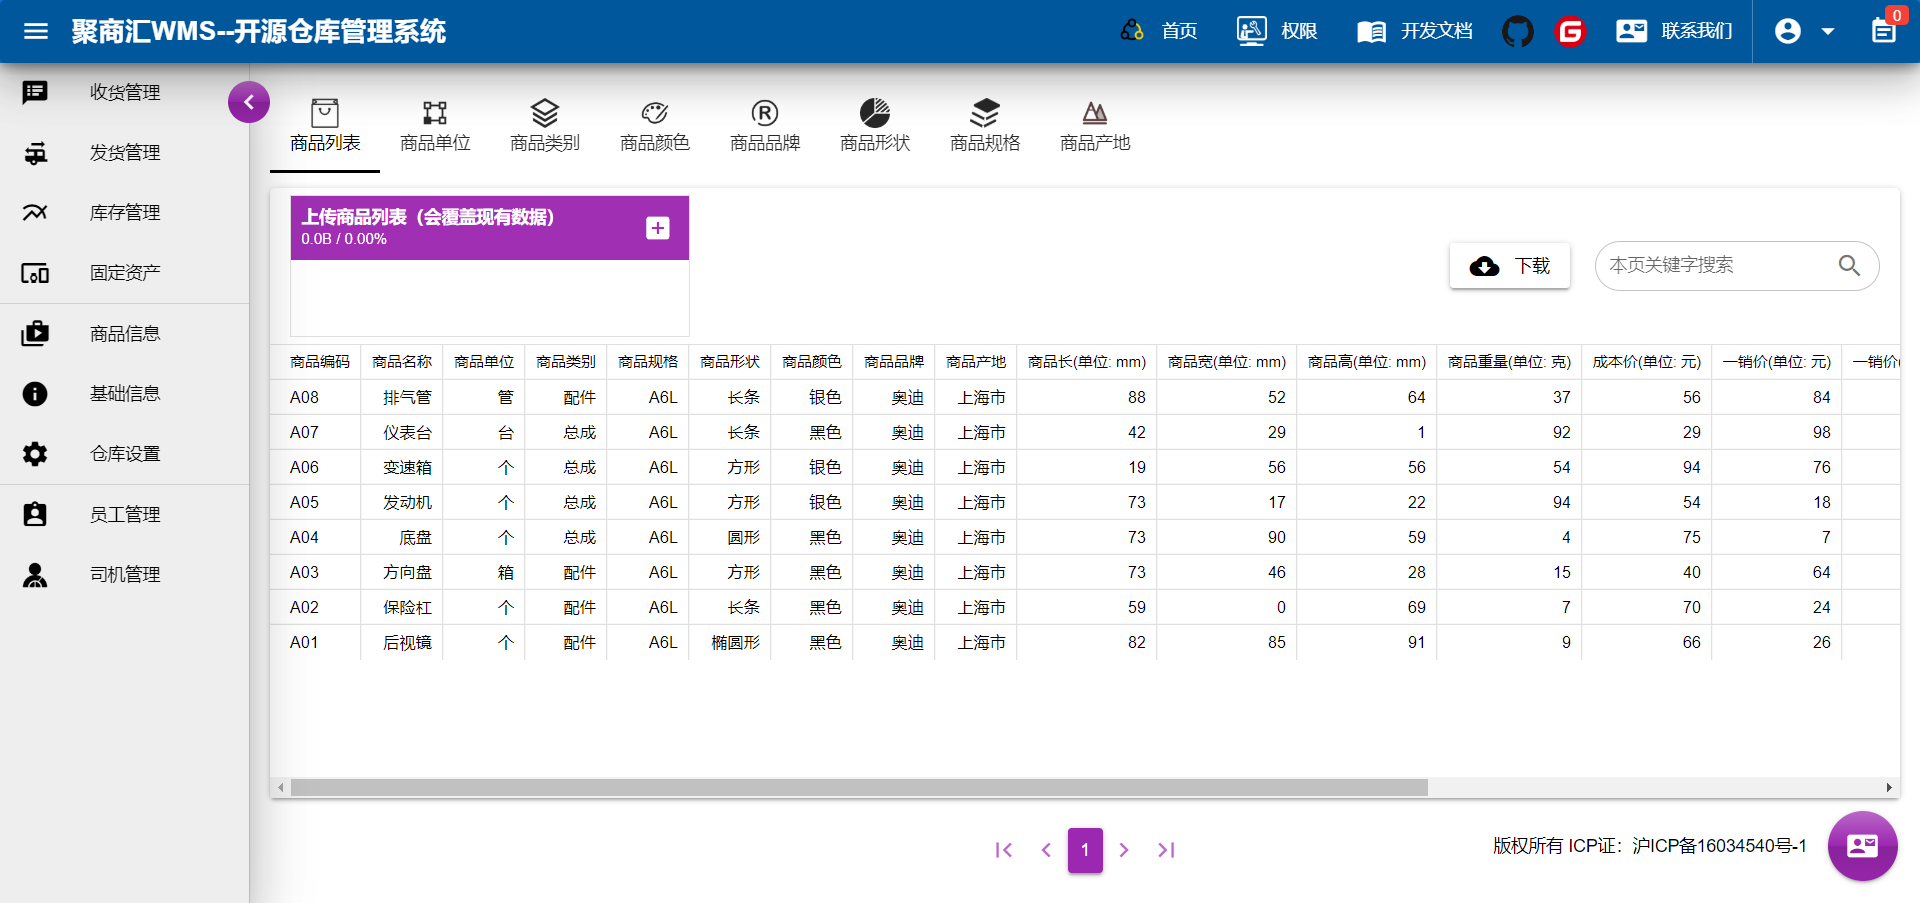 聚商汇WMS--开源仓库管理系统
首页
权限
开发文档
联系我们
0
收货管理
发货管理
库存管理
固定资产
商品信息
基础信息
仓库设置
员工管理
司机管理
商品列表 商品单位 商品类别 商品颜色 商品品牌 商品形状 商品规格 商品产地
上传商品列表（会覆盖现有数据）
0.0B / 0.00%
下载
本页关键字搜索
商品编码 商品名称 商品单位 商品类别 商品规格 商品形状 商品颜色 商品品牌 商品产地 商品长(单位: mm) 商品宽(单位: mm) 商品高(单位: mm) 商品重量(单位: 克) 成本价(单位: 元) 一销价(单位: 元) 一销价(
A08 排气管 管 配件 A6L 长条 银色 奥迪 上海市 88 52 64 37 56 84
A07 仪表台 台 总成 A6L 长条 黑色 奥迪 上海市 42 29 1 92 29 98
A06 变速箱 个 总成 A6L 方形 银色 奥迪 上海市 19 56 56 54 94 76
A05 发动机 个 总成 A6L 方形 银色 奥迪 上海市 73 17 22 94 54 18
A04 底盘 个 总成 A6L 圆形 黑色 奥迪 上海市 73 90 59 4 75 7
A03 方向盘 箱 配件 A6L 方形 黑色 奥迪 上海市 73 46 28 15 40 64
A02 保险杠 个 配件 A6L 长条 黑色 奥迪 上海市 59 0 69 7 70 24
A01 后视镜 个 配件 A6L 椭圆形 黑色 奥迪 上海市 82 85 91 9 66 26
1
版权所有 ICP证：沪ICP备16034540号-1